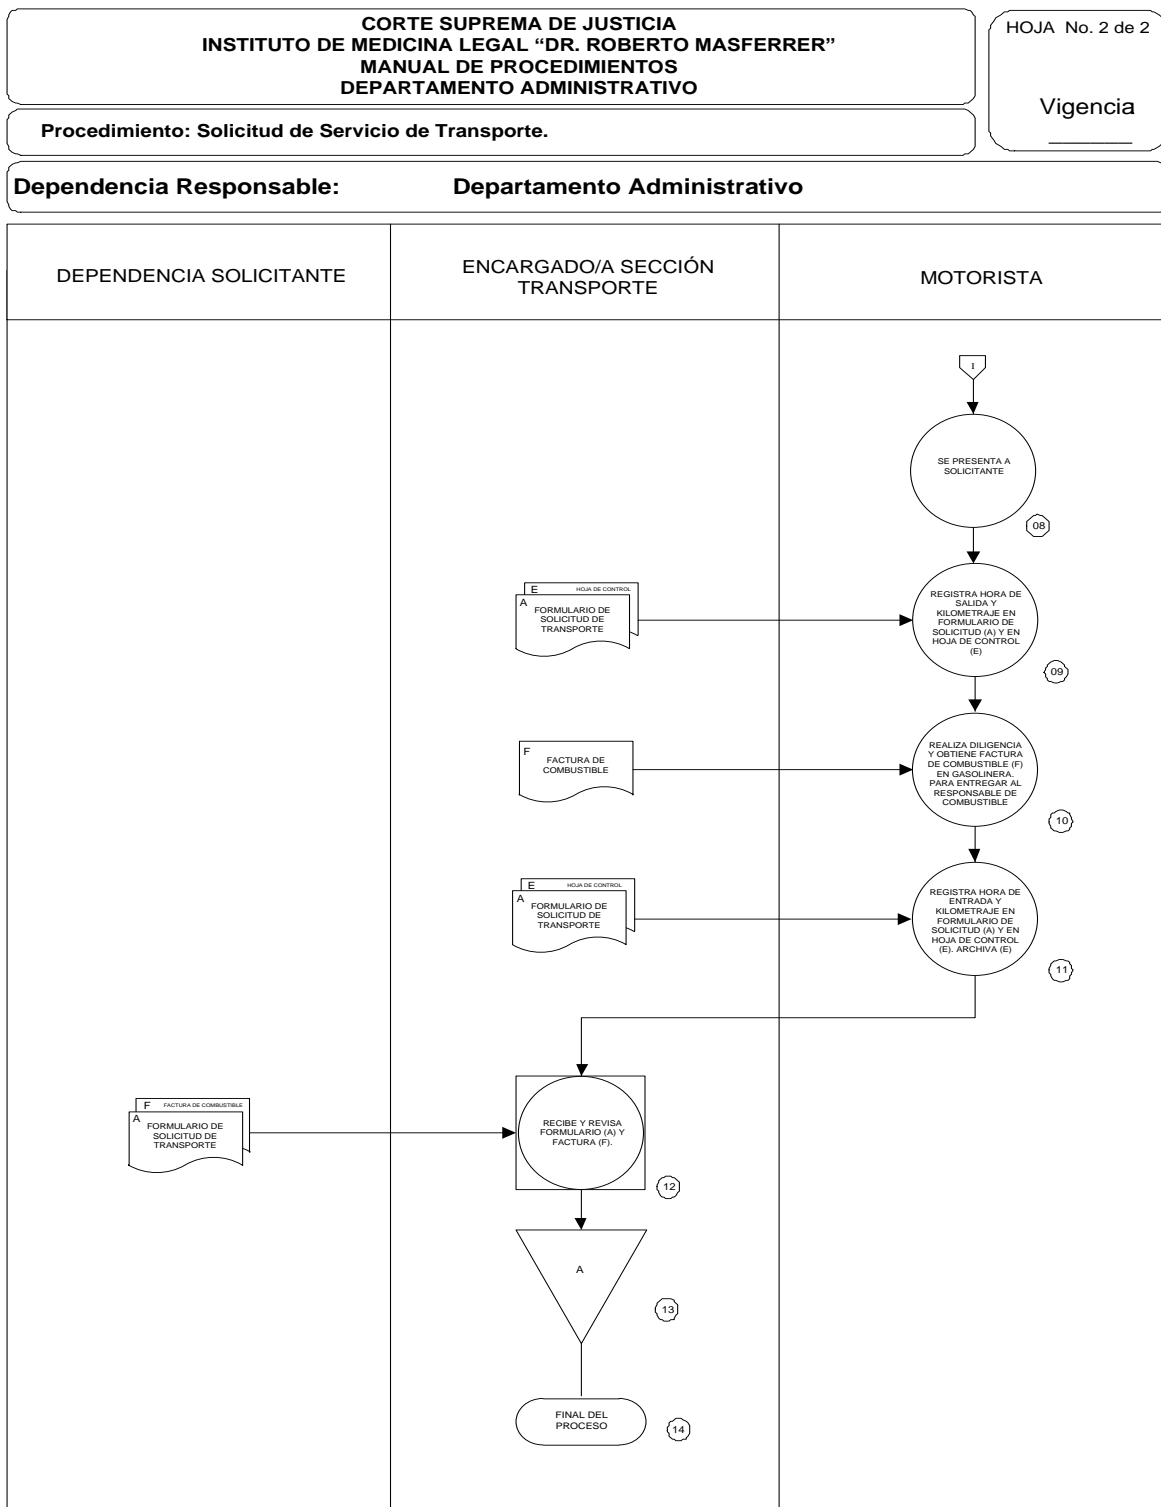 CORTE SUPREMA DE JUSTICIA
INSTITUTO DE MEDICINA LEGAL “DR. ROBERTO MASFERRER”
MANUAL DE PROCEDIMIENTOS
DEPARTAMENTO ADMINISTRATIVO
HOJA No. 2 de 2
Vigencia
Procedimiento: Solicitud de Servicio de Transporte.
Dependencia Responsable: Departamento Administrativo
DEPENDENCIA SOLICITANTE
ENCARGADO/A SECCIÓN
TRANSPORTE
MOTORISTA
I
SE PRESENTA A
SOLICITANTE
08
E HOJA DE CONTROL
A
FORMULARIO DE
SOLICITUD DE
TRANSPORTE
REGISTRA HORA DE
SALIDA Y
KILOMETRAJE EN
FORMULARIO DE
SOLICITUD (A) Y EN
HOJA DE CONTROL
(E)
09
F
FACTURA DE
COMBUSTIBLE
REALIZA DILIGENCIA
Y OBTIENE FACTURA
DE COMBUSTIBLE (F)
EN GASOLINERA.
PARA ENTREGAR AL
RESPONSABLE DE
COMBUSTIBLE
10
E HOJA DE CONTROL
A
FORMULARIO DE
SOLICITUD DE
TRANSPORTE
REGISTRA HORA DE
ENTRADA Y
KILOMETRAJE EN
FORMULARIO DE
SOLICITUD (A) Y EN
HOJA DE CONTROL
(E). ARCHIVA (E)
11
F FACTURA DE COMBUSTIBLE
A
FORMULARIO DE
SOLICITUD DE
TRANSPORTE
RECIBE Y REVISA
FORMULARIO (A) Y
FACTURA (F).
12
A
13
FINAL DEL
PROCESO
14